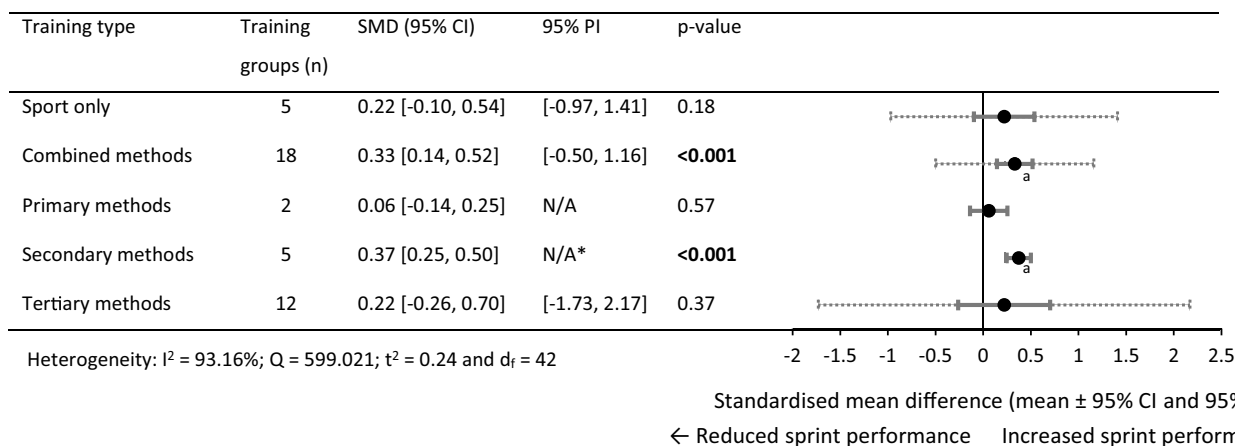 Training type Training groups (n) SMD (95% CI) 95% PI p-value
Sport only 5 0.22 [-0.10, 0.54] [-0.97, 1.41] 0.18
Combined methods 18 0.33 [0.14, 0.52] [-0.50, 1.16] <0.001
a
Primary methods 2 0.06 [-0.14, 0.25] N/A 0.57
Secondary methods 5 0.37 [0.25, 0.50] N/A* <0.001
a
Tertiary methods 12 0.22 [-0.26, 0.70] [-1.73, 2.17] 0.37
-2 -1.5 -1 -0.5 0 0.5 1 1.5 2 2.5
Heterogeneity: I² = 93.16%; Q = 599.021; t² = 0.24 and d_f = 42
Standardised mean difference (mean ± 95% CI and 95%
← Reduced sprint performance Increased sprint perform